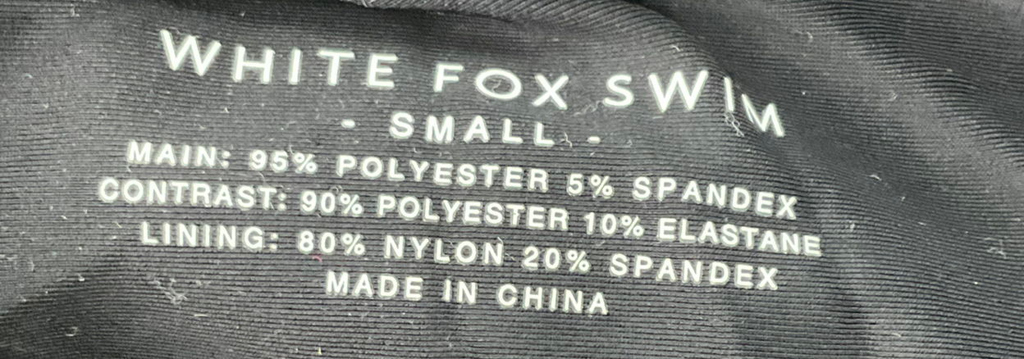 WHITE FOX SWIM
- SMALL -
MAIN: 95% POLYESTER 5% SPANDEX
CONTRAST: 90% POLYESTER 10% ELASTANE
LINING: 80% NYLON 20% SPANDEX
MADE IN CHINA